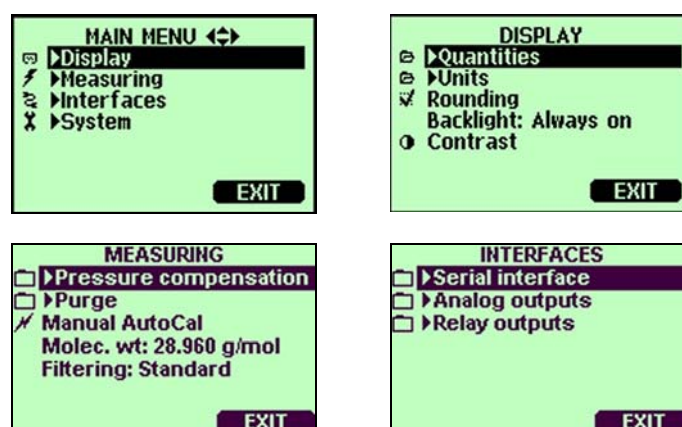 MAIN MENU
Display
Measuring
Interfaces
System
EXIT
DISPLAY
Quantities
Units
Rounding
Backlight: Always on
Contrast
EXIT
MEASURING
Pressure compensation
Purge
Manual AutoCal
Molec. wt: 28.960 g/mol
Filtering: Standard
EXIT
INTERFACES
Serial interface
Analog outputs
Relay outputs
EXIT